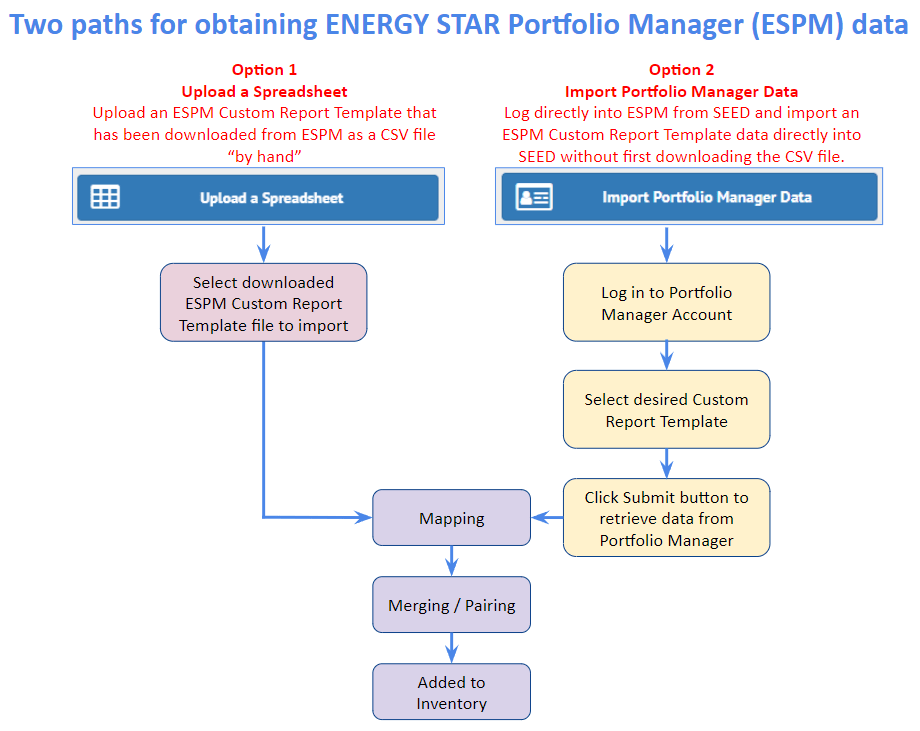 Two paths for obtaining ENERGY STAR Portfolio Manager (ESPM) data
Option 1
Upload a Spreadsheet
Upload an ESPM Custom Report Template that
has been downloaded from ESPM as a CSV file
“by hand”
Upload a Spreadsheet
Select downloaded
ESPM Custom Report
Template file to import
Option 2
Import Portfolio Manager Data
Log directly into ESPM from SEED and import an
ESPM Custom Report Template data directly into
SEED without first downloading the CSV file.
Import Portfolio Manager Data
Log in to Portfolio
Manager Account
Select desired Custom
Report Template
Click Submit button to
retrieve data from
Portfolio Manager
Mapping
Merging / Pairing
Added to
Inventory